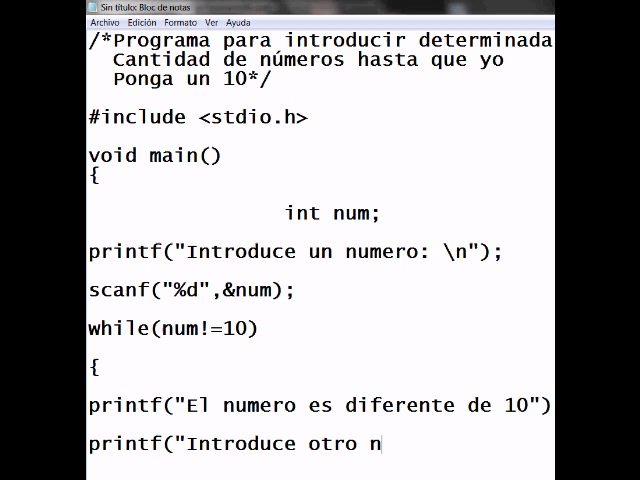 Sin título: Bloc de notas
Archivo Edición Formato Ver Ayuda
/*Programa para introducir determinada
Cantidad de números hasta que yo
Ponga un 10*/
#include <stdio.h>
void main()
{
int num;
printf("Introduce un numero: \n");
scanf("%d",&num);
while(num!=10)
{
printf("El numero es diferente de 10")
printf("Introduce otro n